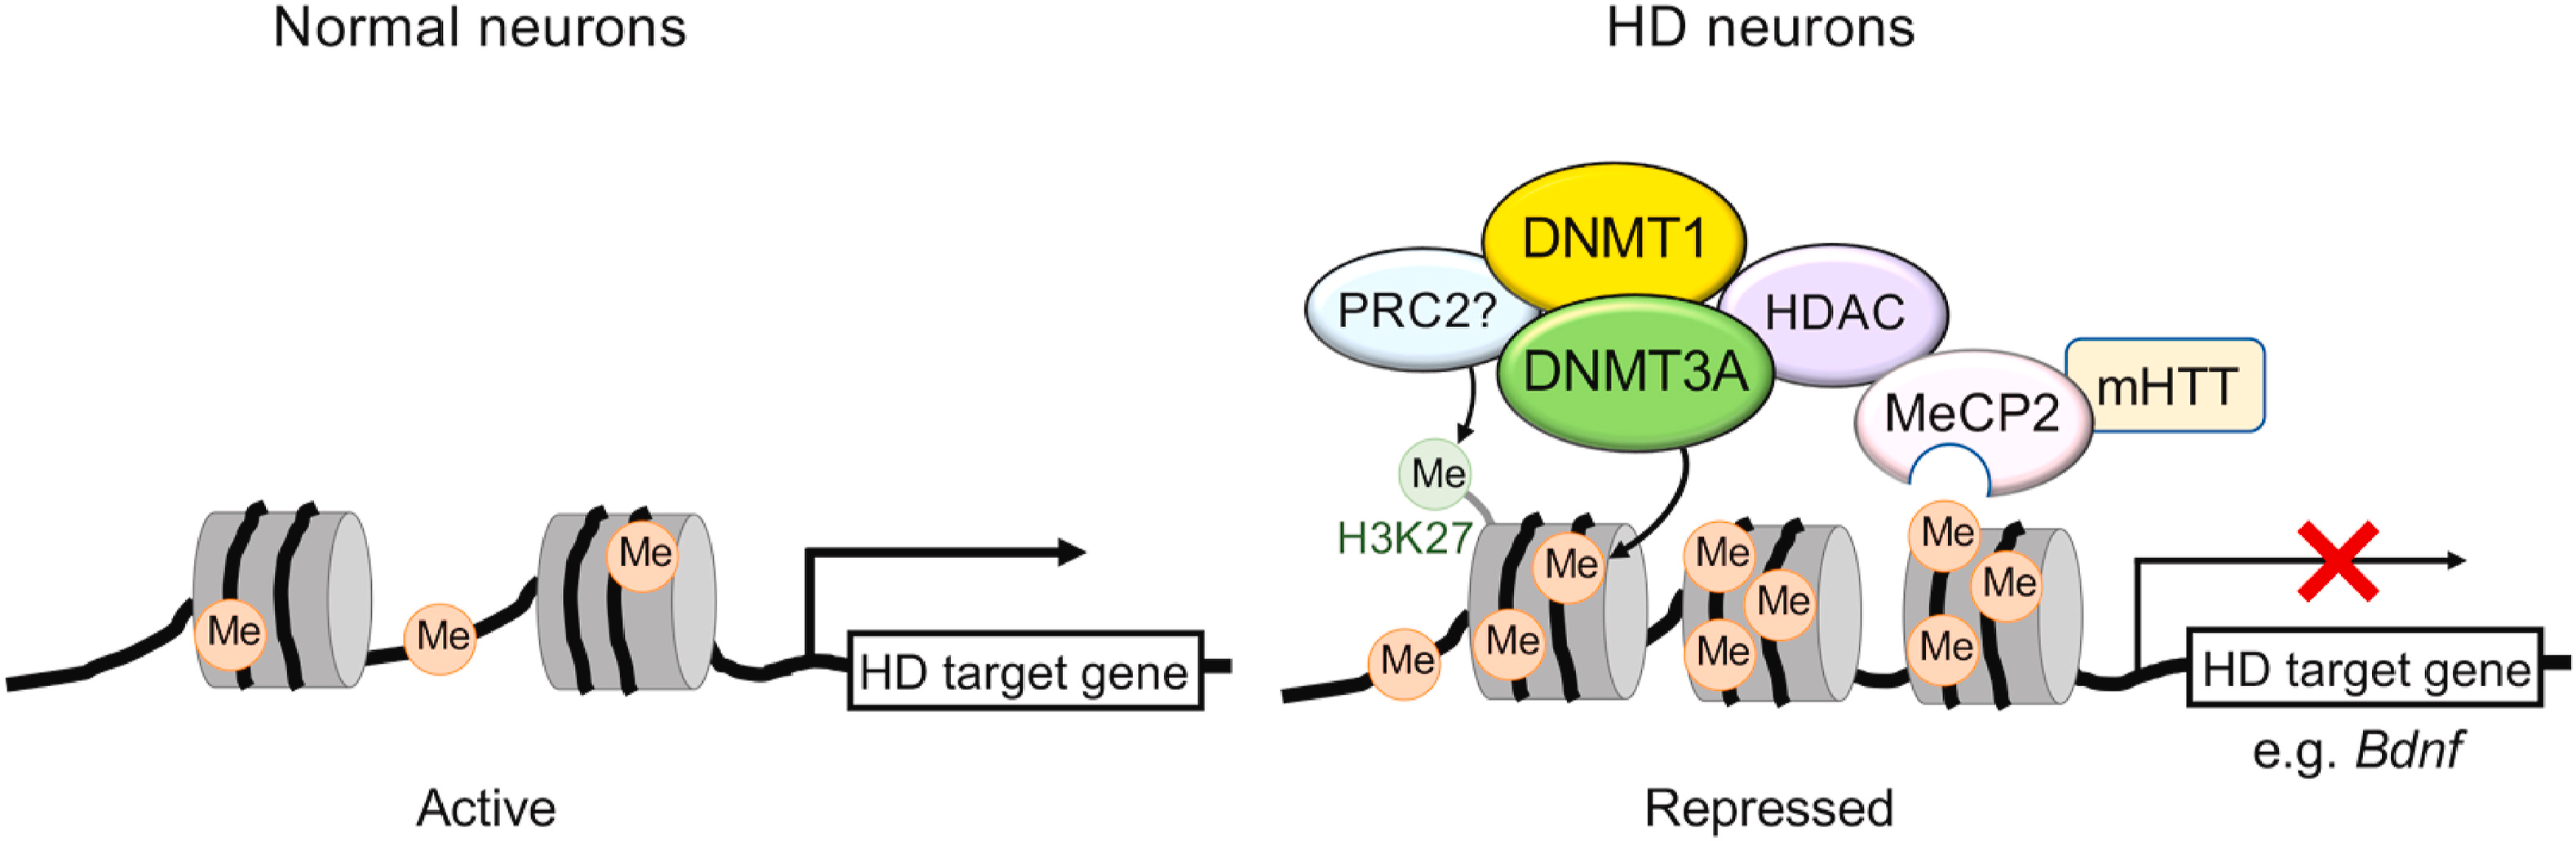 Normal neurons
HD neurons
DNMT1
PRC2?
HDAC
DNMT3A
mHTT
MeCP2
Me
H3K27
Me
Me
Me
HD target gene
Me
Me
Me
Me
Me
Me
Me
Me
Me
HD target gene
e.g. Bdnf
Active
Repressed